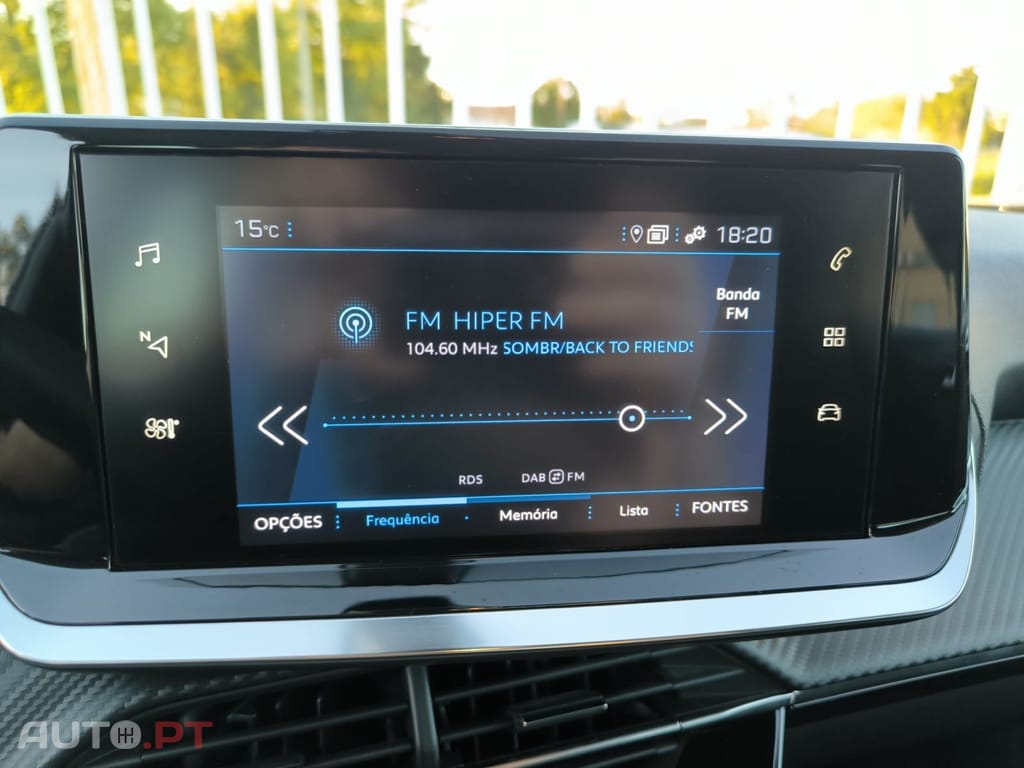 15°C
18:20
N
Banda
FM
FM HIPER FM
104.60 MHz SOMBR/BACK TO FRIENDS
RDS
DAB FM
OPÇÕES
Frequência
Memória
Lista
FONTES
AUTO.PT